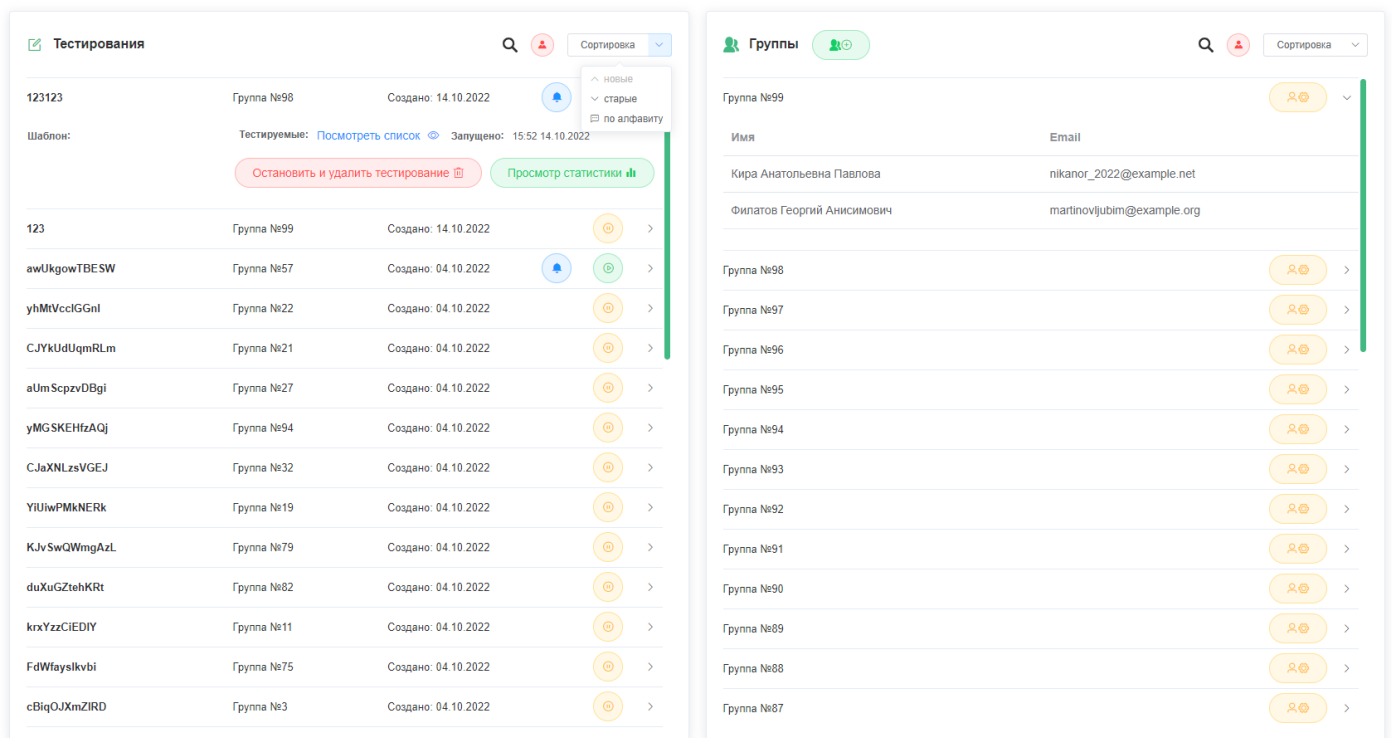 Тестирования
Сортировка
новые
старые
по алфавиту
123123 Группа №98 Создано: 14.10.2022
Шаблон: Тестируемые: Посмотреть список Запущено: 15:52 14.10.2022
Остановить и удалить тестирование Просмотр статистики
123 Группа №99 Создано: 14.10.2022
awUkgowTBESW Группа №57 Создано: 04.10.2022
yhMtVccIGGnI Группа №22 Создано: 04.10.2022
CJYkUdUqmRLm Группа №21 Создано: 04.10.2022
aUmScpzvDBgi Группа №27 Создано: 04.10.2022
yMGSKEHfzAQj Группа №94 Создано: 04.10.2022
CJaXNLzsVGEJ Группа №32 Создано: 04.10.2022
YiUiwPMkNERk Группа №19 Создано: 04.10.2022
KJvSwQWmgAzL Группа №79 Создано: 04.10.2022
duXuGZtehKRt Группа №82 Создано: 04.10.2022
krxYzzCiEDIY Группа №11 Создано: 04.10.2022
FdWfaysIkvbi Группа №75 Создано: 04.10.2022
cBiqOJXmZIRD Группа №3 Создано: 04.10.2022
Группы
Сортировка
Группа №99
Имя Email
Кира Анатольевна Павлова nikanor_2022@example.net
Филатов Георгий Анисимович martinovljubim@example.org
Группа №98
Группа №97
Группа №96
Группа №95
Группа №94
Группа №93
Группа №92
Группа №91
Группа №90
Группа №89
Группа №88
Группа №87